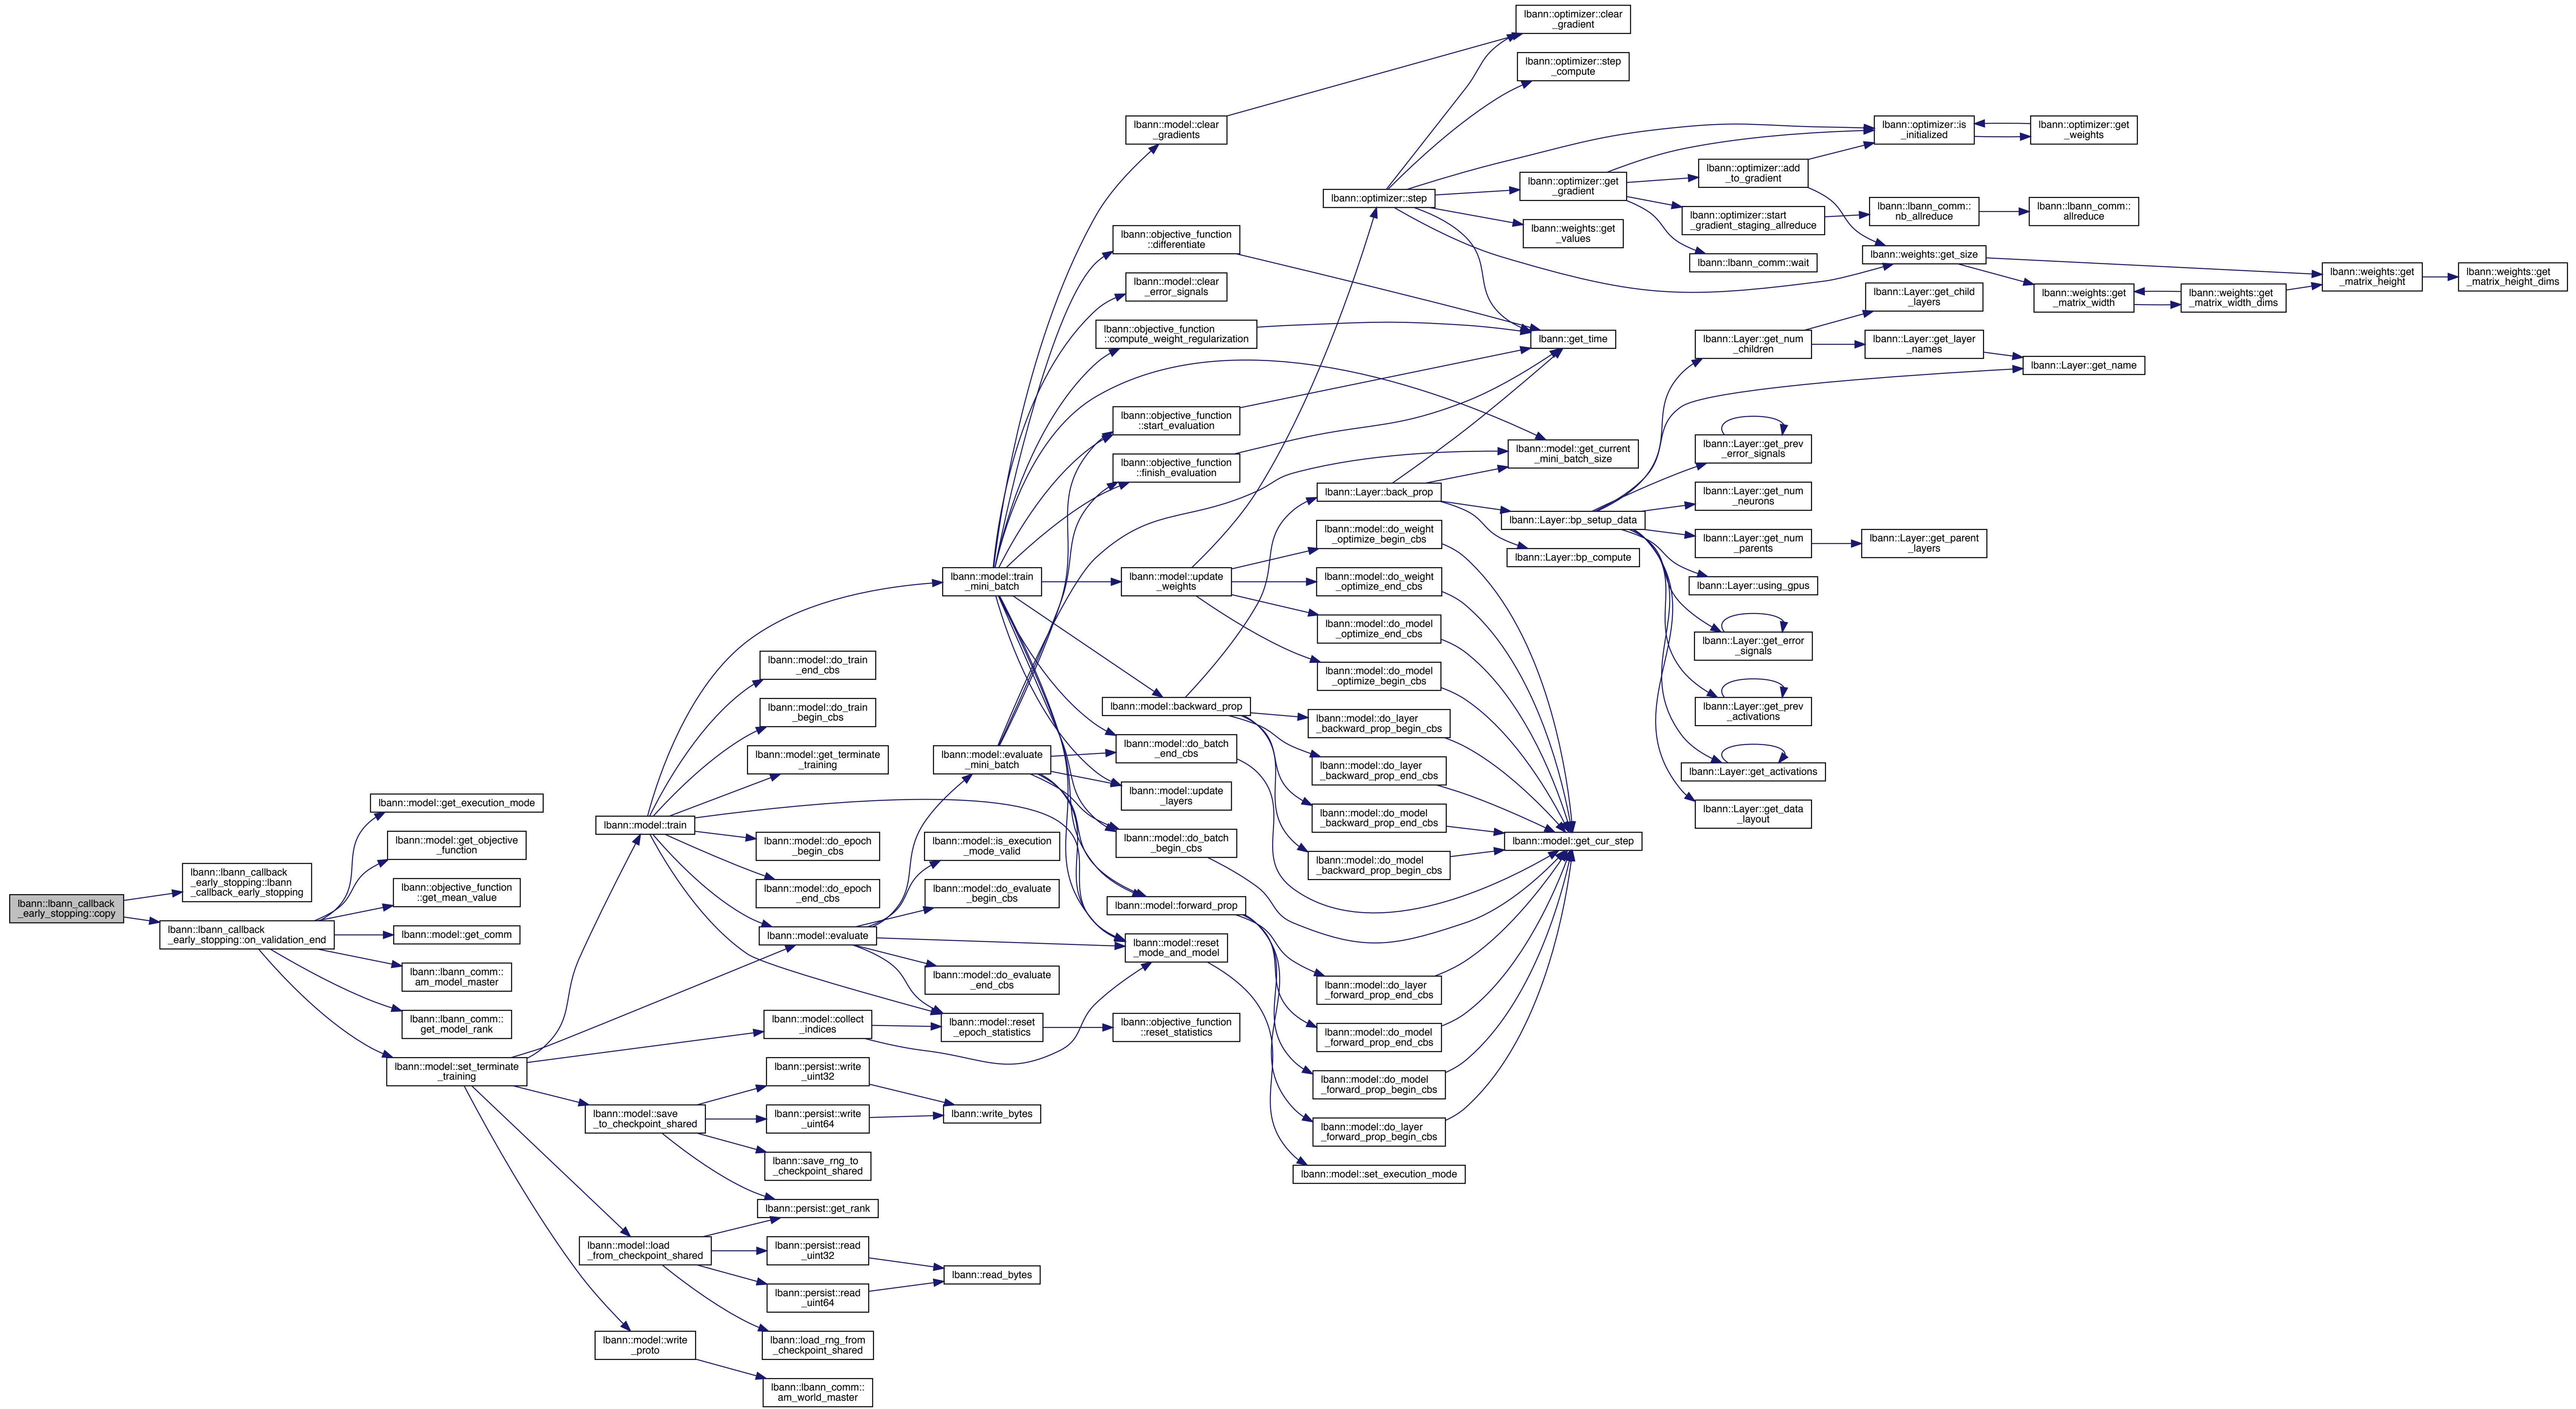 lbann::lbann_callback
_early_stopping::copy
lbann::lbann_callback
_early_stopping::lbann
_callback_early_stopping
lbann::lbann_callback
_early_stopping::on_validation_end
lbann::model::get_execution_mode
lbann::model::get_objective
_function
lbann::objective_function
::get_mean_value
lbann::model::get_comm
lbann::lbann_comm::
am_model_master
lbann::lbann_comm::
get_model_rank
lbann::model::set_terminate
_training
lbann::model::train
lbann::model::save
_to_checkpoint_shared
lbann::model::load
_from_checkpoint_shared
lbann::model::write
_proto
lbann::model::do_train
_end_cbs
lbann::model::do_train
_begin_cbs
lbann::model::get_terminate
_training
lbann::model::do_epoch
_begin_cbs
lbann::model::do_epoch
_end_cbs
lbann::model::evaluate
lbann::model::collect
_indices
lbann::persist::write
_uint32
lbann::persist::write
_uint64
lbann::save_rng_to
_checkpoint_shared
lbann::persist::get_rank
lbann::persist::read
_uint32
lbann::persist::read
_uint64
lbann::load_rng_from
_checkpoint_shared
lbann::lbann_comm::
am_world_master
lbann::model::train
_mini_batch
lbann::model::evaluate
_mini_batch
lbann::model::is_execution
_mode_valid
lbann::model::do_evaluate
_begin_cbs
lbann::model::do_evaluate
_end_cbs
lbann::model::reset
_epoch_statistics
lbann::write_bytes
lbann::read_bytes
lbann::model::clear
_gradients
lbann::objective_function
::differentiate
lbann::model::clear
_error_signals
lbann::objective_function
::compute_weight_regularization
lbann::objective_function
::start_evaluation
lbann::objective_function
::finish_evaluation
lbann::model::update
_weights
lbann::model::backward_prop
lbann::model::do_batch
_end_cbs
lbann::model::update
_layers
lbann::model::do_batch
_begin_cbs
lbann::model::forward_prop
lbann::model::reset
_mode_and_model
lbann::objective_function
::reset_statistics
lbann::optimizer::step
lbann::Layer::back_prop
lbann::model::do_weight
_optimize_begin_cbs
lbann::model::do_weight
_optimize_end_cbs
lbann::model::do_model
_optimize_end_cbs
lbann::model::do_model
_optimize_begin_cbs
lbann::model::do_layer
_backward_prop_begin_cbs
lbann::model::do_layer
_backward_prop_end_cbs
lbann::model::do_model
_backward_prop_end_cbs
lbann::model::do_model
_backward_prop_begin_cbs
lbann::model::do_layer
_forward_prop_end_cbs
lbann::model::do_model
_forward_prop_end_cbs
lbann::model::do_model
_forward_prop_begin_cbs
lbann::model::do_layer
_forward_prop_begin_cbs
lbann::model::set_execution_mode
lbann::optimizer::clear
_gradient
lbann::optimizer::step
_compute
lbann::optimizer::get
_gradient
lbann::weights::get
_values
lbann::get_time
lbann::model::get_current
_mini_batch_size
lbann::Layer::bp_setup_data
lbann::Layer::bp_compute
lbann::model::get_cur_step
lbann::optimizer::add
_to_gradient
lbann::optimizer::start
_gradient_staging_allreduce
lbann::lbann_comm::wait
lbann::Layer::get_num
_children
lbann::Layer::get_prev
_error_signals
lbann::Layer::get_num
_neurons
lbann::Layer::get_num
_parents
lbann::Layer::using_gpus
lbann::Layer::get_error
_signals
lbann::Layer::get_prev
_activations
lbann::Layer::get_activations
lbann::Layer::get_data
_layout
lbann::optimizer::is
_initialized
lbann::lbann_comm::
nb_allreduce
lbann::weights::get_size
lbann::Layer::get_child
_layers
lbann::Layer::get_layer
_names
lbann::Layer::get_parent
_layers
lbann::optimizer::get
_weights
lbann::lbann_comm::
allreduce
lbann::weights::get
_matrix_width
lbann::Layer::get_name
lbann::weights::get
_matrix_width_dims
lbann::weights::get
_matrix_height
lbann::weights::get
_matrix_height_dims